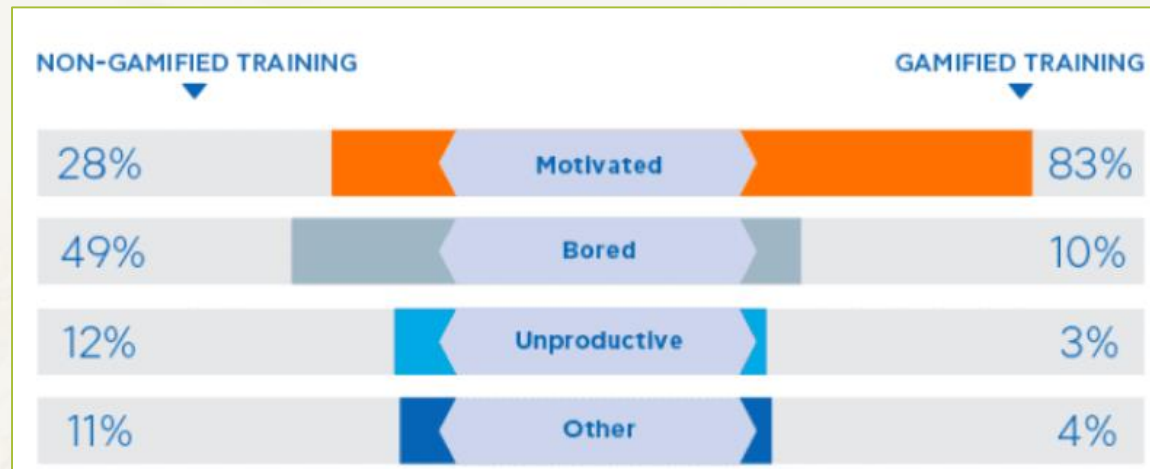 NON-GAMIFIED TRAINING GAMIFIED TRAINING
28% Motivated 83%
49% Bored 10%
12% Unproductive 3%
11% Other 4%